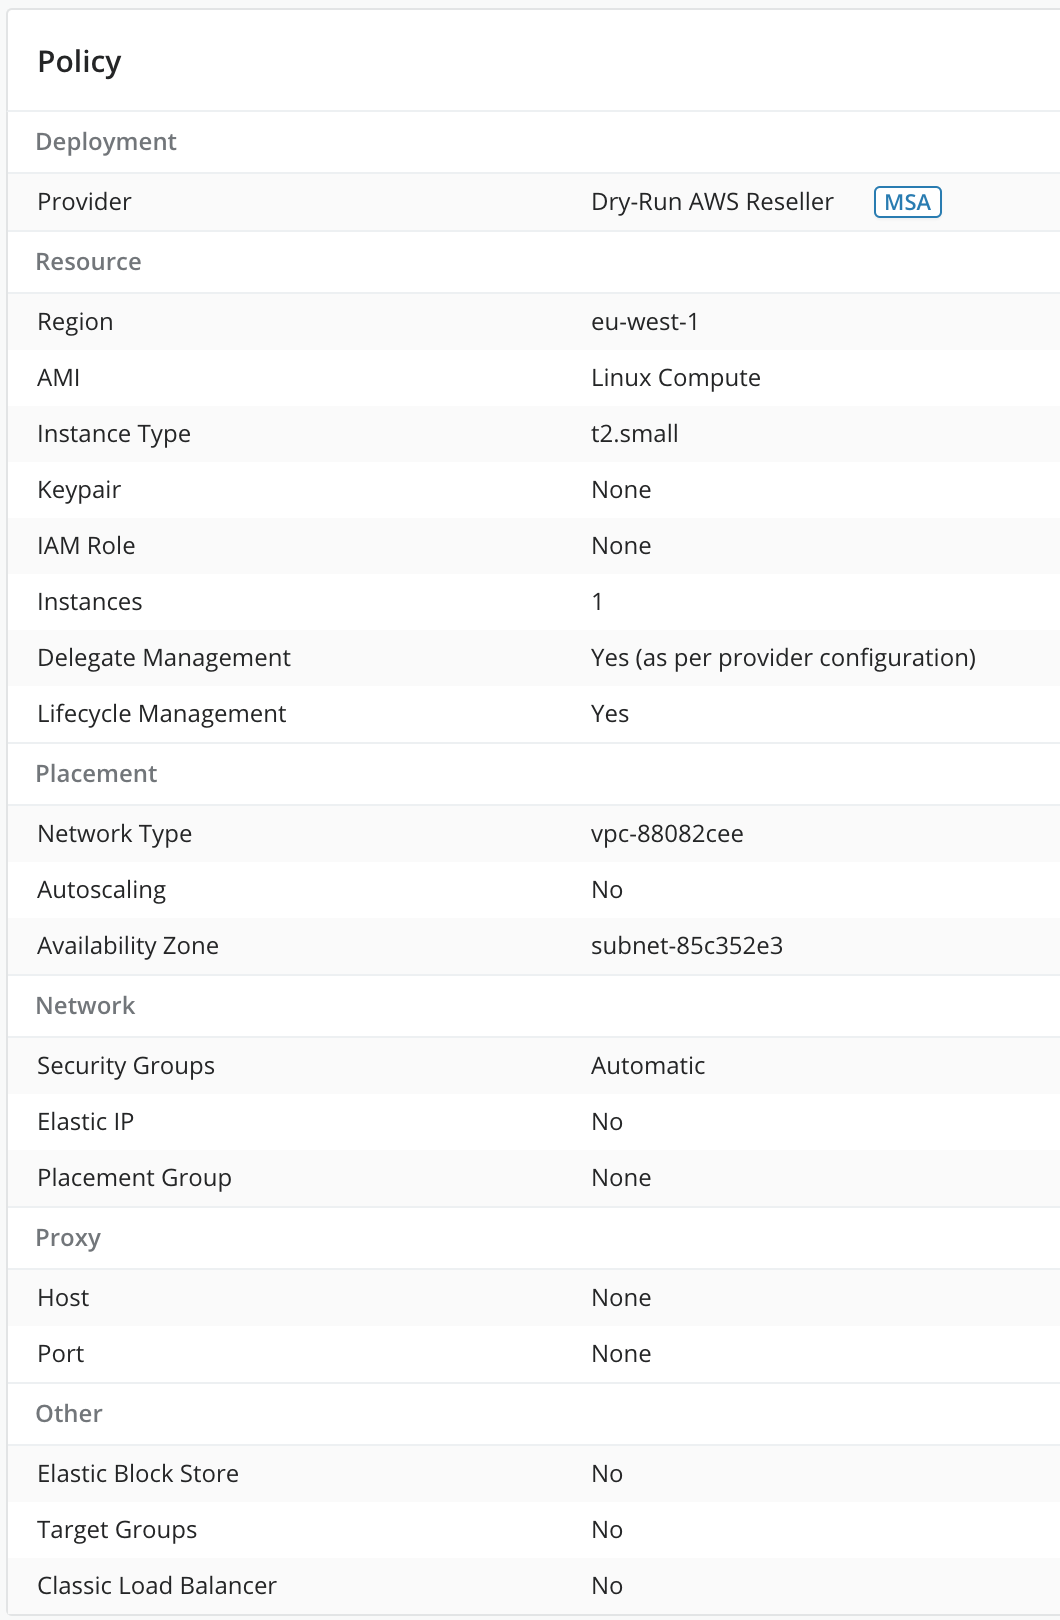 Policy
Deployment
Provider Dry-Run AWS Reseller MSA
Resource
Region eu-west-1
AMI Linux Compute
Instance Type t2.small
Keypair None
IAM Role None
Instances 1
Delegate Management Yes (as per provider configuration)
Lifecycle Management Yes
Placement
Network Type vpc-88082cee
Autoscaling No
Availability Zone subnet-85c352e3
Network
Security Groups Automatic
Elastic IP No
Placement Group None
Proxy
Host None
Port None
Other
Elastic Block Store No
Target Groups No
Classic Load Balancer No